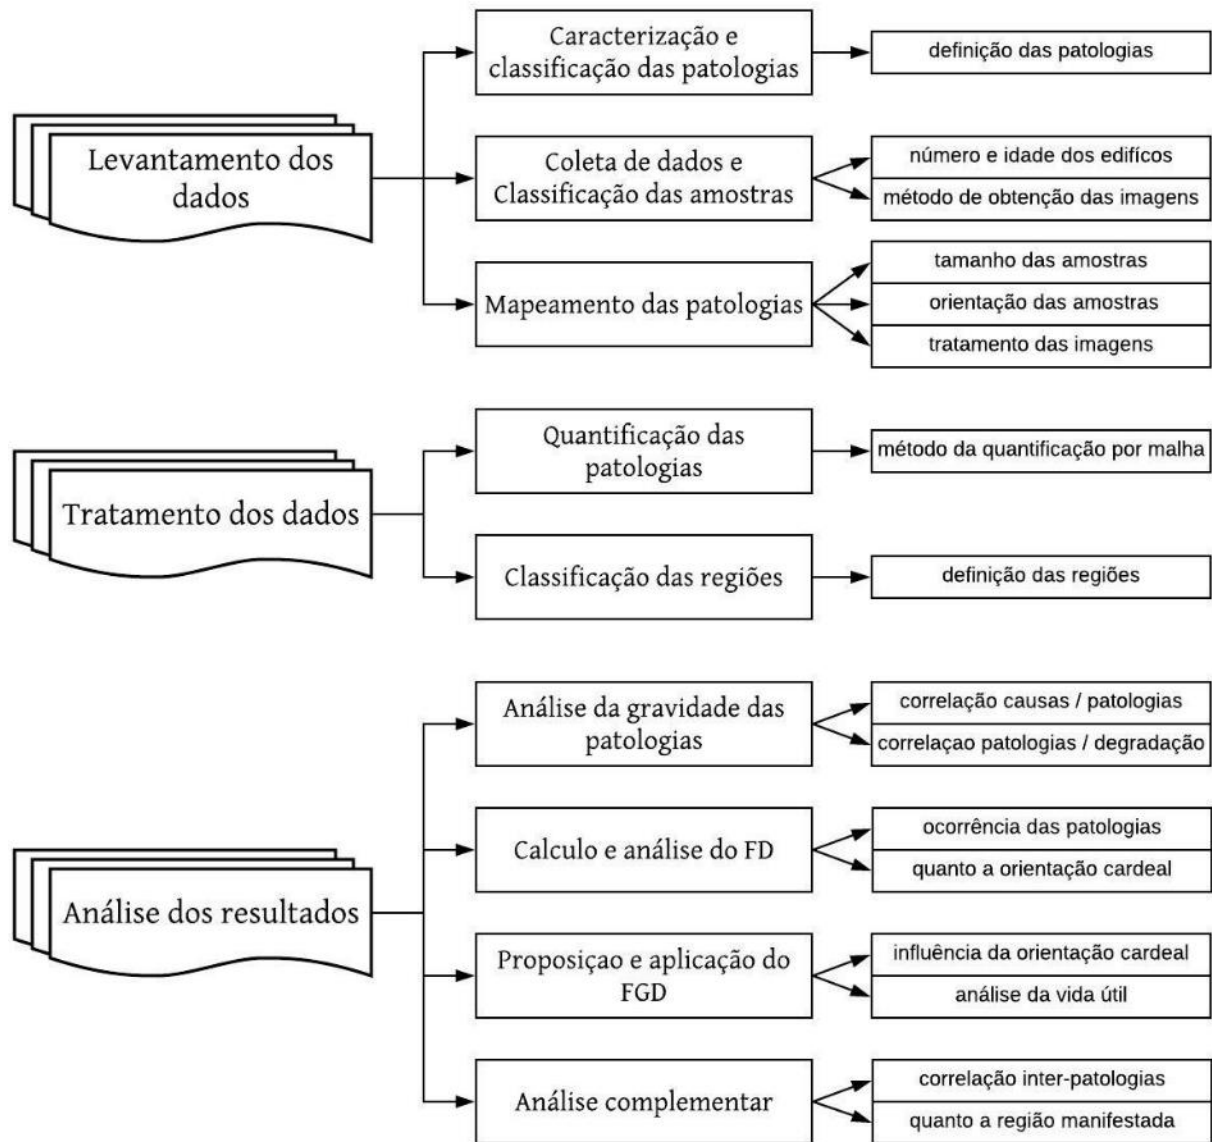 Caracterização e
classificação das patologias
definição das patologias
Levantamento dos
dados
Coleta de dados e
Classificação das amostras
número e idade dos edifícos
método de obtenção das imagens
Mapeamento das patologias
tamanho das amostras
orientação das amostras
tratamento das imagens
Tratamento dos dados
Quantificação das
patologias
método da quantificação por malha
Classificação das regiões
definição das regiões
Análise dos resultados
Análise da gravidade das
patologias
correlação causas / patologias
correlaçao patologias / degradação
Calculo e análise do FD
ocorrência das patologias
quanto a orientação cardeal
Proposiçao e aplicação do
FGD
influência da orientação cardeal
análise da vida útil
Análise complementar
correlação inter-patologias
quanto a região manifestada